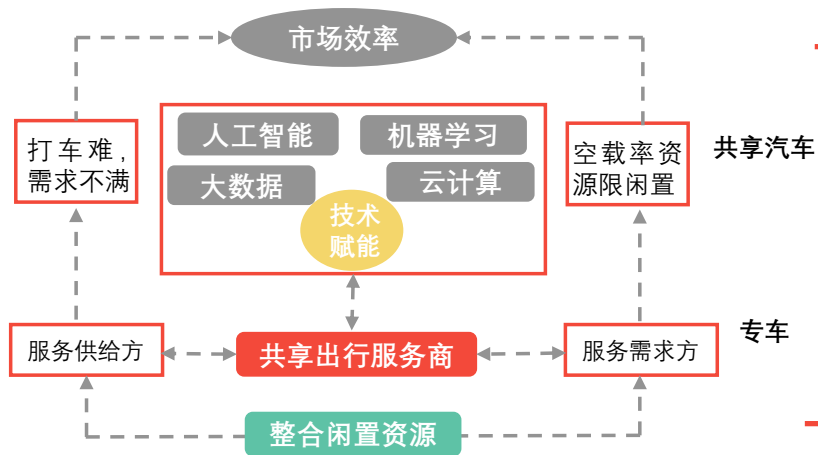 市场效率
人工智能
机器学习
大数据
云计算
技术
赋能
打车难，
需求不满
空载率资
源限闲置
共享汽车
专车
服务供给方
共享出行服务商
服务需求方
整合闲置资源